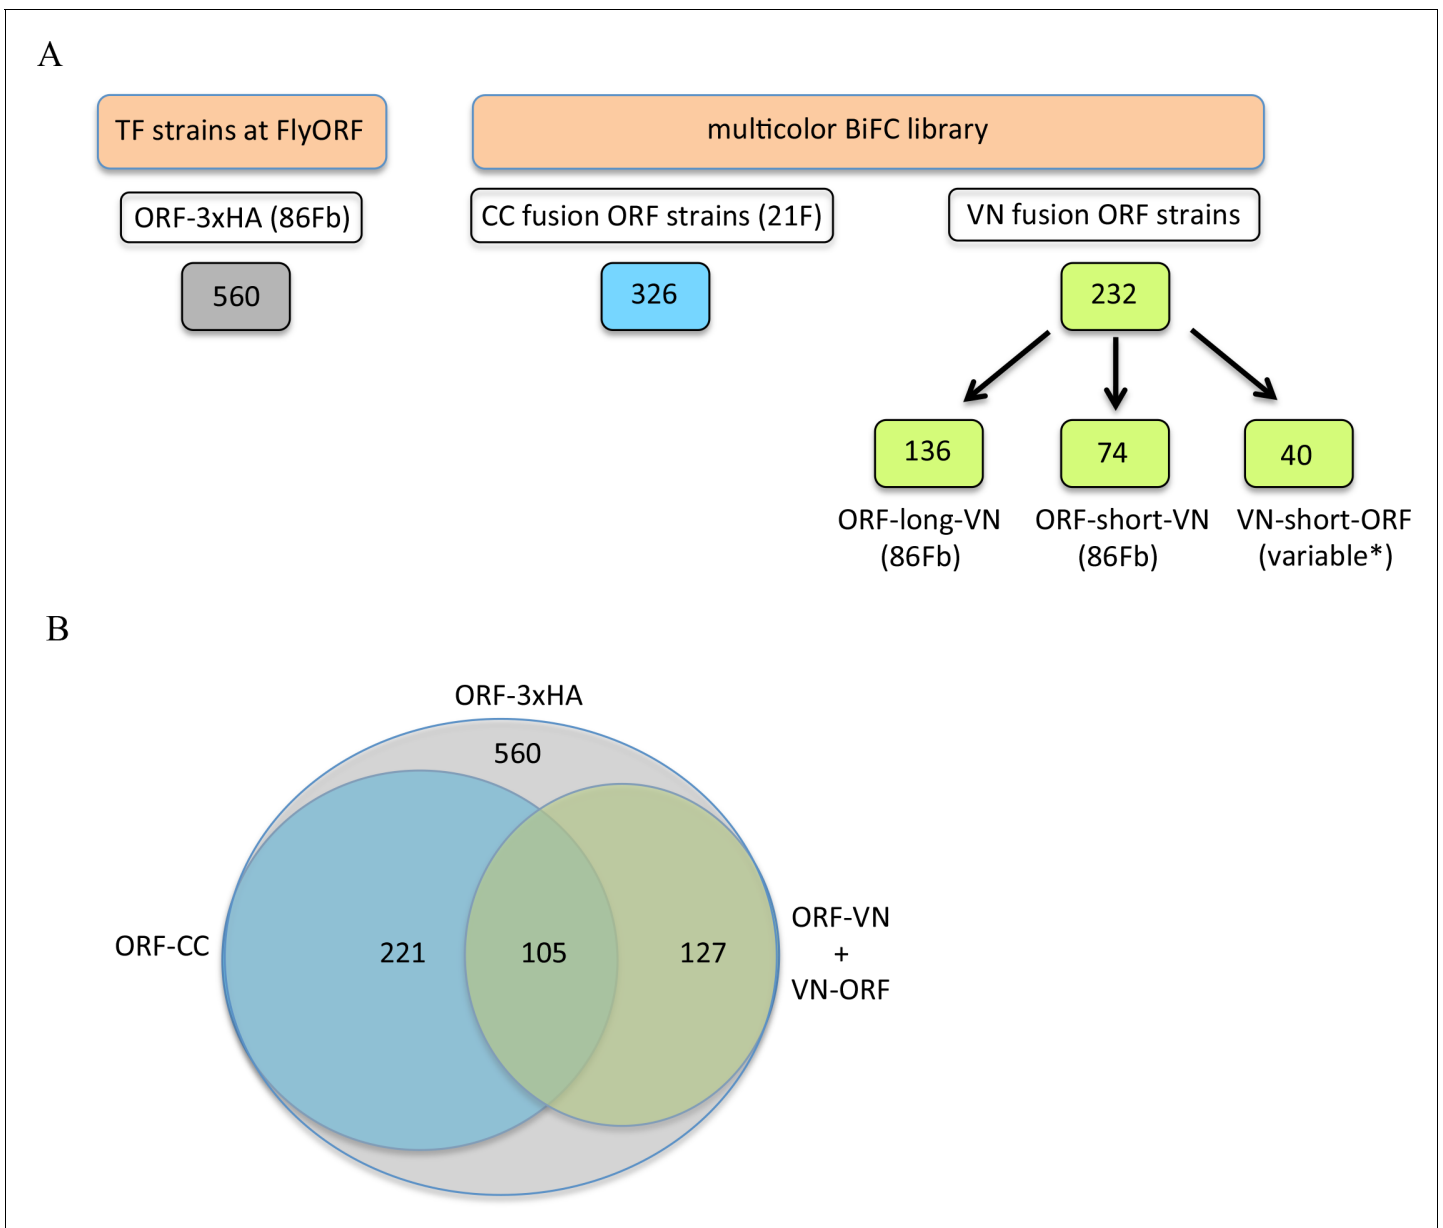 A
TF strains at FlyORF
multicolor BiFC library
ORF-3xHA (86Fb)
CC fusion ORF strains (21F)
VN fusion ORF strains
560
326
232
136
74
40
ORF-long-VN
(86Fb)
ORF-short-VN
(86Fb)
VN-short-ORF
(variable*)
B
ORF-3xHA
560
ORF-CC
221
105
127
ORF-VN
+
VN-ORF